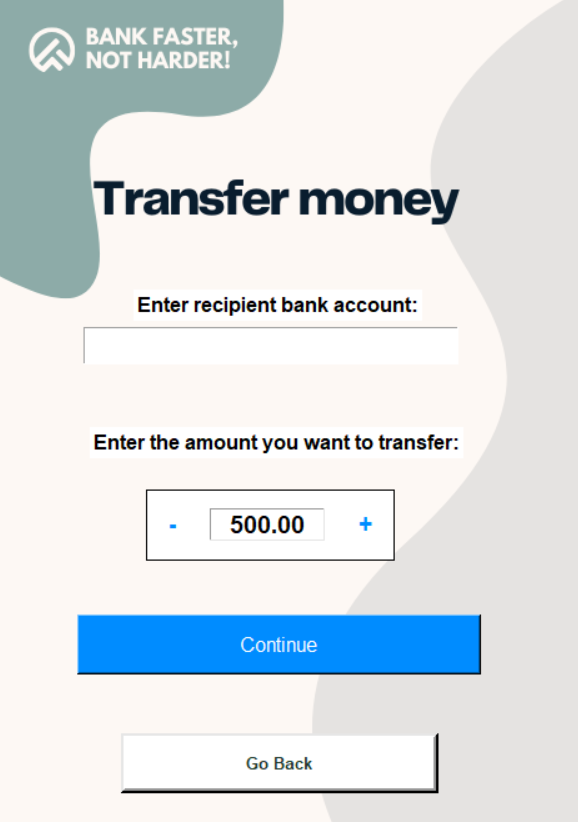 BANK FASTER,
NOT HARDER!
Transfer money
Enter recipient bank account:
Enter the amount you want to transfer:
- 500.00 +
Continue
Go Back